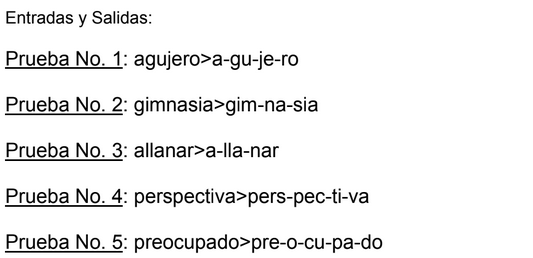 Entradas y Salidas:
Prueba No. 1: agujero>a-gu-je-ro
Prueba No. 2: gimnasia>gim-na-sia
Prueba No. 3: allanar>a-lla-nar
Prueba No. 4: perspectiva>pers-pec-ti-va
Prueba No. 5: preocupado>pre-o-cu-pa-do